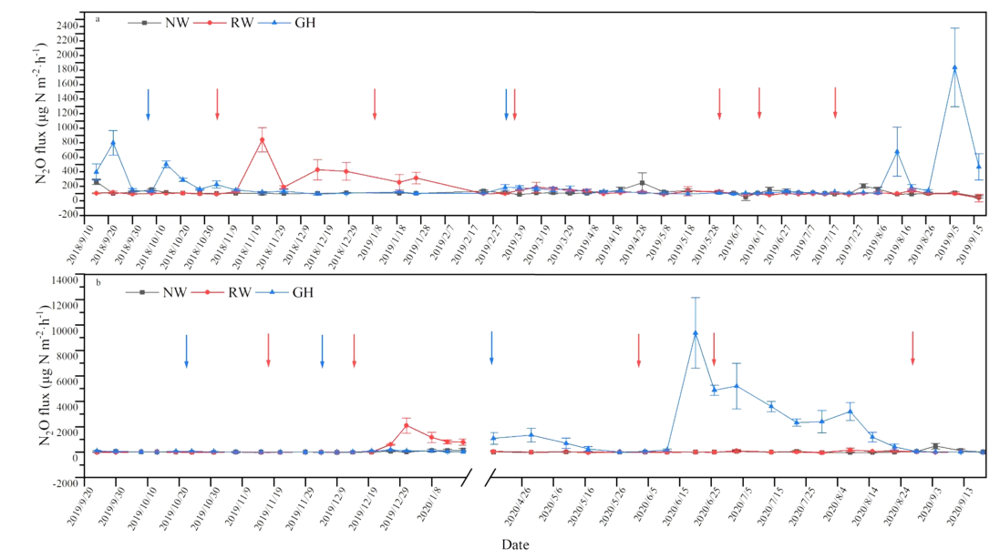 a
NW RW GH
N₂O flux (μg N m⁻²·h⁻¹)
2400
2200
2000
1800
1600
1400
1200
1000
800
600
400
200
0
-200
2018/9/10 2018/9/20 2018/9/30 2018/10/10 2018/10/20 2018/10/30 2018/11/9 2018/11/19 2018/11/29 2018/12/9 2018/12/19 2018/12/29 2019/1/8 2019/1/18 2019/1/28 2019/2/7 2019/2/17 2019/2/27 2019/3/9 2019/3/19 2019/3/29 2019/4/8 2019/4/18 2019/4/28 2019/5/8 2019/5/18 2019/5/28 2019/6/7 2019/6/17 2019/6/27 2019/7/7 2019/7/17 2019/7/27 2019/8/6 2019/8/16 2019/8/26 2019/9/5 2019/9/15
b
NW RW GH
N₂O flux (μg N m⁻²·h⁻¹)
14000
12000
10000
8000
6000
4000
2000
0
-2000
2019/9/20 2019/9/30 2019/10/10 2019/10/20 2019/10/30 2019/11/9 2019/11/19 2019/11/29 2019/12/9 2019/12/19 2019/12/29 2020/1/8 2020/4/26 2020/5/6 2020/5/16 2020/5/26 2020/6/5 2020/6/15 2020/6/25 2020/7/5 2020/7/15 2020/7/25 2020/8/4 2020/8/14 2020/8/24 2020/9/3 2020/9/13
Date